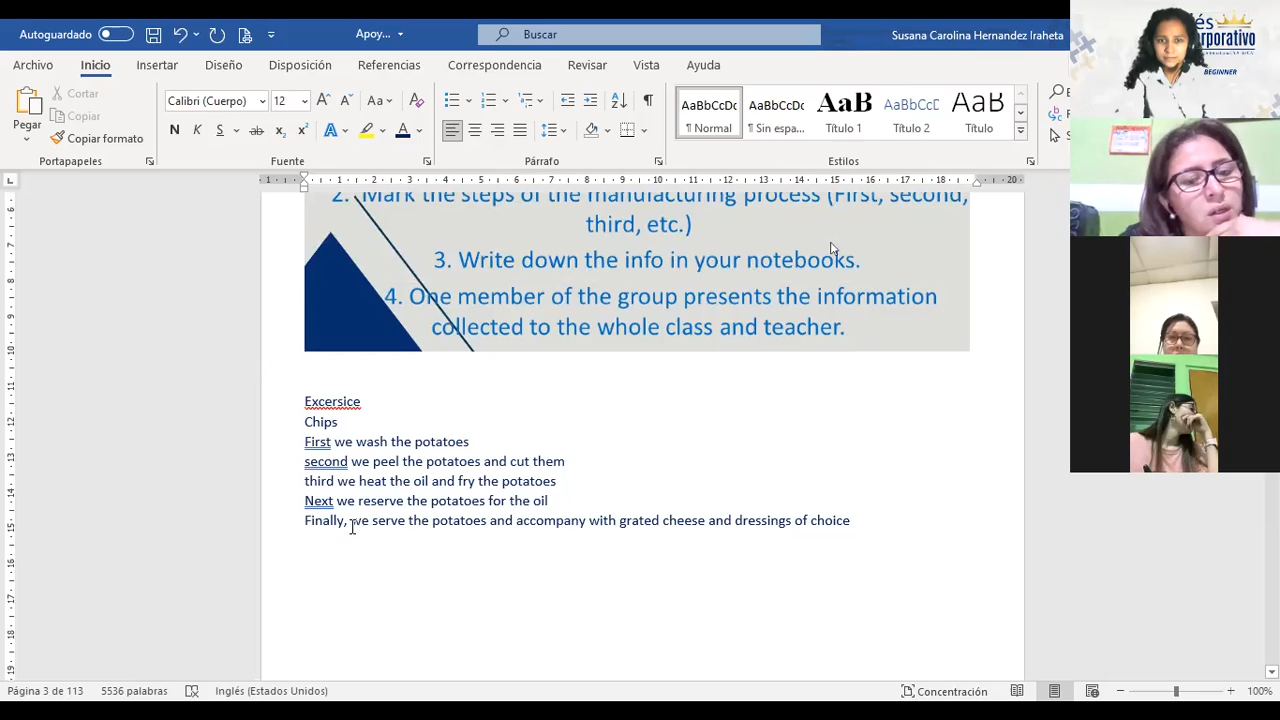 Autoguardado
Apoy...
Buscar
Susana Carolina Hernandez Iraheta
Archivo
Inicio
Insertar
Diseño
Disposición
Referencias
Correspondencia
Revisar
Vista
Ayuda
Pegar
Cortar
Copiar
Copiar formato
Portapapeles
Calibri (Cuerpo)
12
Fuente
Párrafo
AaBbCcDc
¶ Normal
AaBbCcDc
¶ Sin espa...
AaB
Título 1
AaBbCcD
Título 2
AaBbCcD
Título
Estilos
2. Mark the steps of the manufacturing process (First, second,
third, etc.)
3. Write down the info in your notebooks.
4. One member of the group presents the information
collected to the whole class and teacher.
Excersice
Chips
First we wash the potatoes
second we peel the potatoes and cut them
third we heat the oil and fry the potatoes
Next we reserve the potatoes for the oil
Finally, we serve the potatoes and accompany with grated cheese and dressings of choice
Página 3 de 113
5536 palabras
Inglés (Estados Unidos)
Concentración
100%
BEGINNER